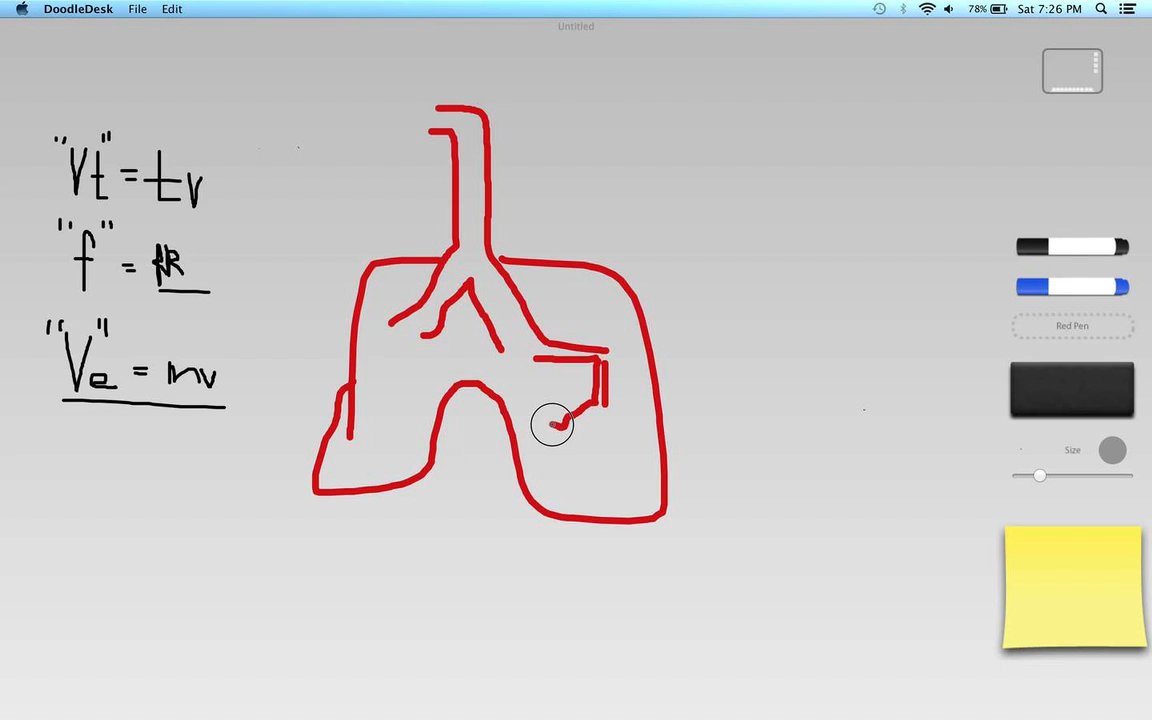 DoodleDesk File Edit 78% Sat 7:26 PM
Untitled
"Vt" = tv
"f" =
"Ve" = mv
Red Pen
Size